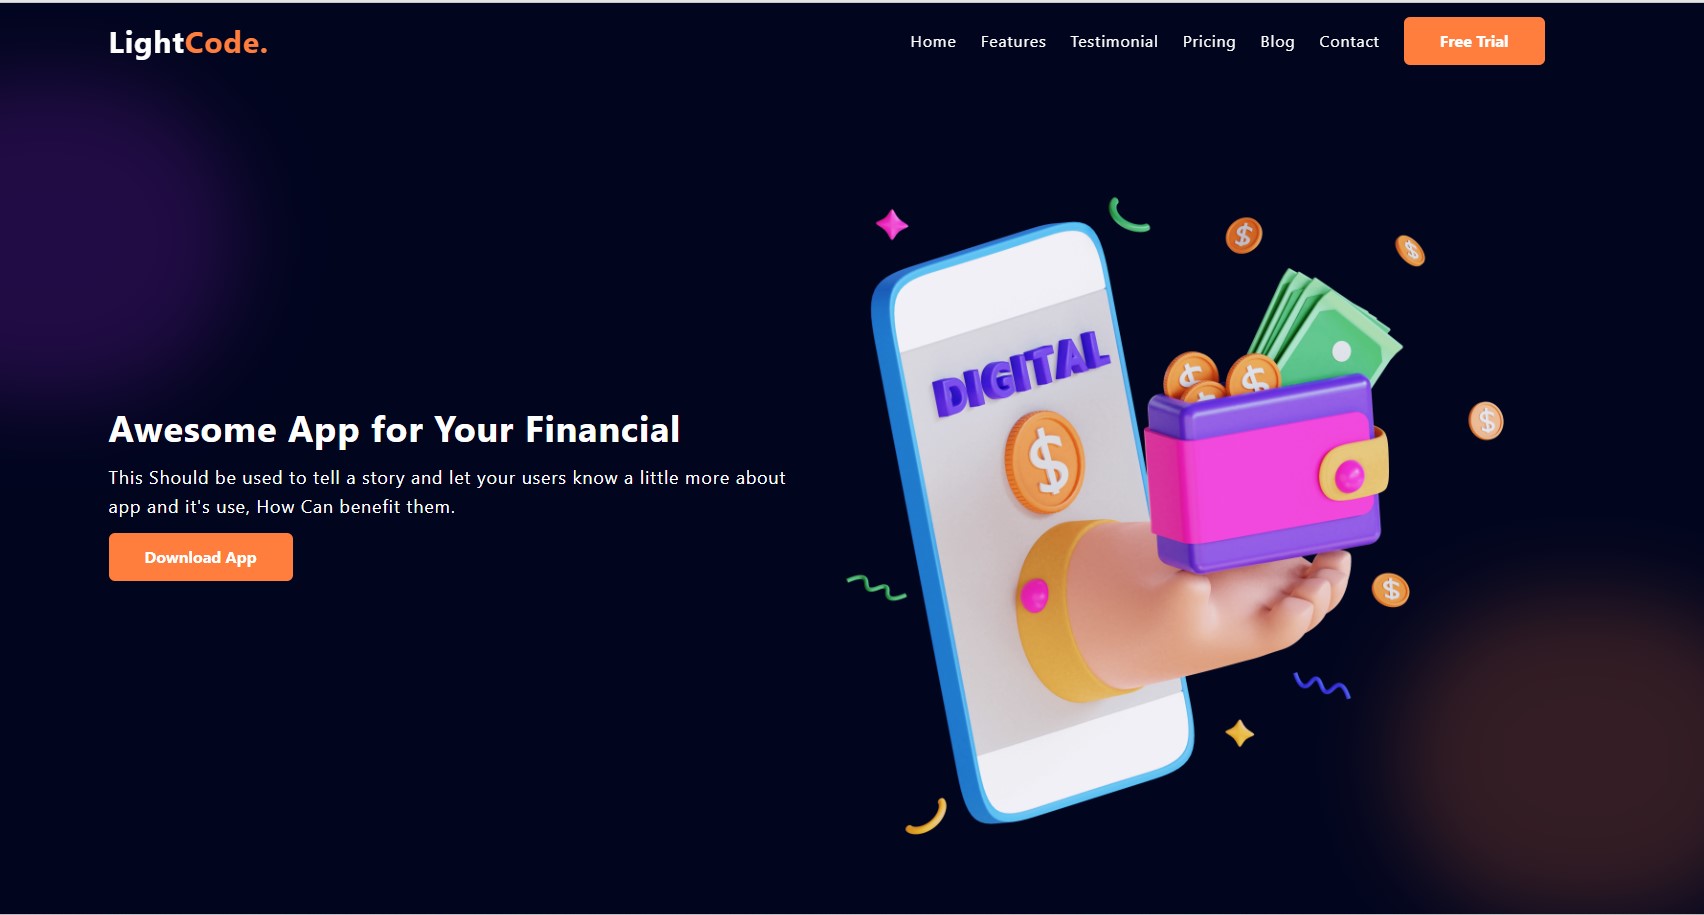 LightCode.
Home Features Testimonial Pricing Blog Contact Free Trial
DIGITAL
$
Awesome App for Your Financial
This Should be used to tell a story and let your users know a little more about
app and it's use, How Can benefit them.
Download App